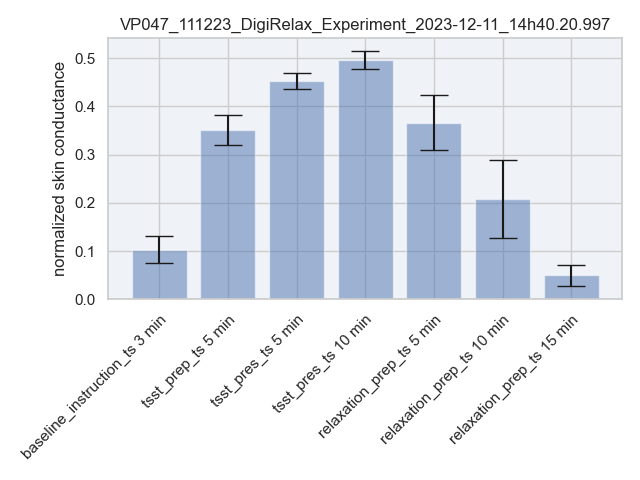 VP047_111223_DigiRelax_Experiment_2023-12-11_14h40.20.997
normalized skin conductance
0.5
0.4
0.3
0.2
0.1
0.0
baseline_instruction_ts 3 min
tsst_prep_ts 5 min
tsst_pres_ts 5 min
tsst_pres_ts 10 min
relaxation_prep_ts 5 min
relaxation_prep_ts 10 min
relaxation_prep_ts 15 min